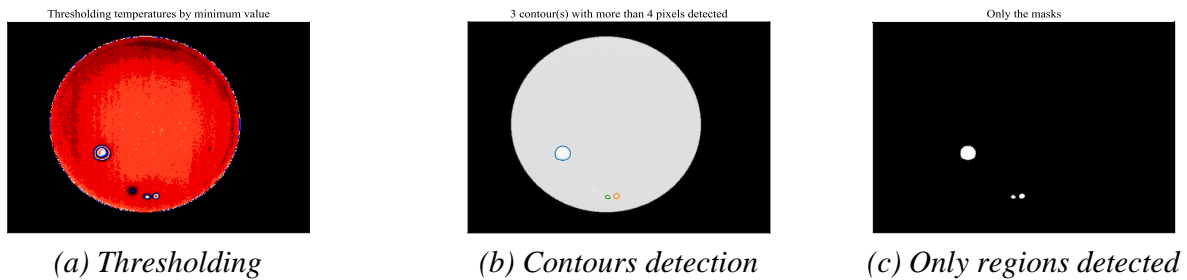 Thresholding temperatures by minimum value
3 contour(s) with more than 4 pixels detected
Only the masks
(a) Thresholding
(b) Contours detection
(c) Only regions detected